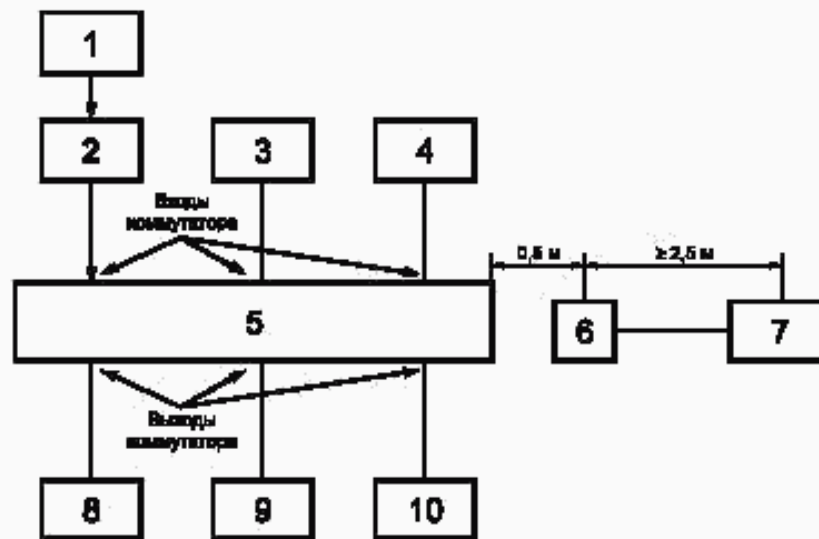 1
2
3
4
Входы
коммутатора
0,5 м
≥ 2,5 м
5
6
7
Выходы
коммутатора
8
9
10